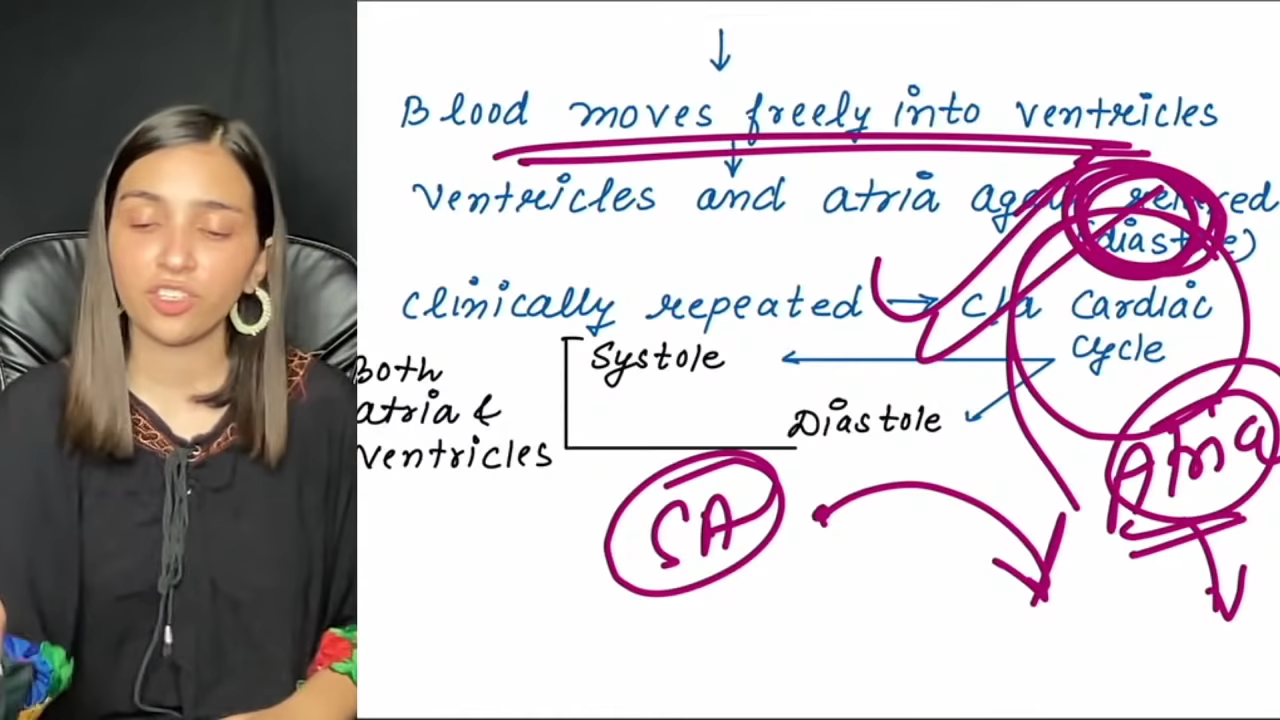 Blood moves freely into ventricles
ventricles and atria again relaxed
(diastole)
clinically repeated → c/a cardiac
cycle
Systole
Both
atria &
ventricles
Diastole
SA
Atria